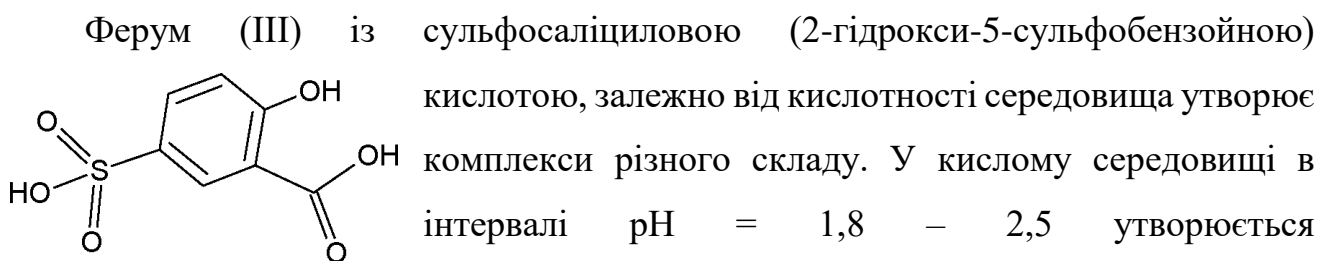 Ферум (ІІІ) із сульфосаліциловою (2-гідрокси-5-сульфобензойною)
кислотою, залежно від кислотності середовища утворює
комплекси різного складу. У кислому середовищі в
інтервалі pH = 1,8 – 2,5 утворюється
OH
O
S
HO
O
OH
O